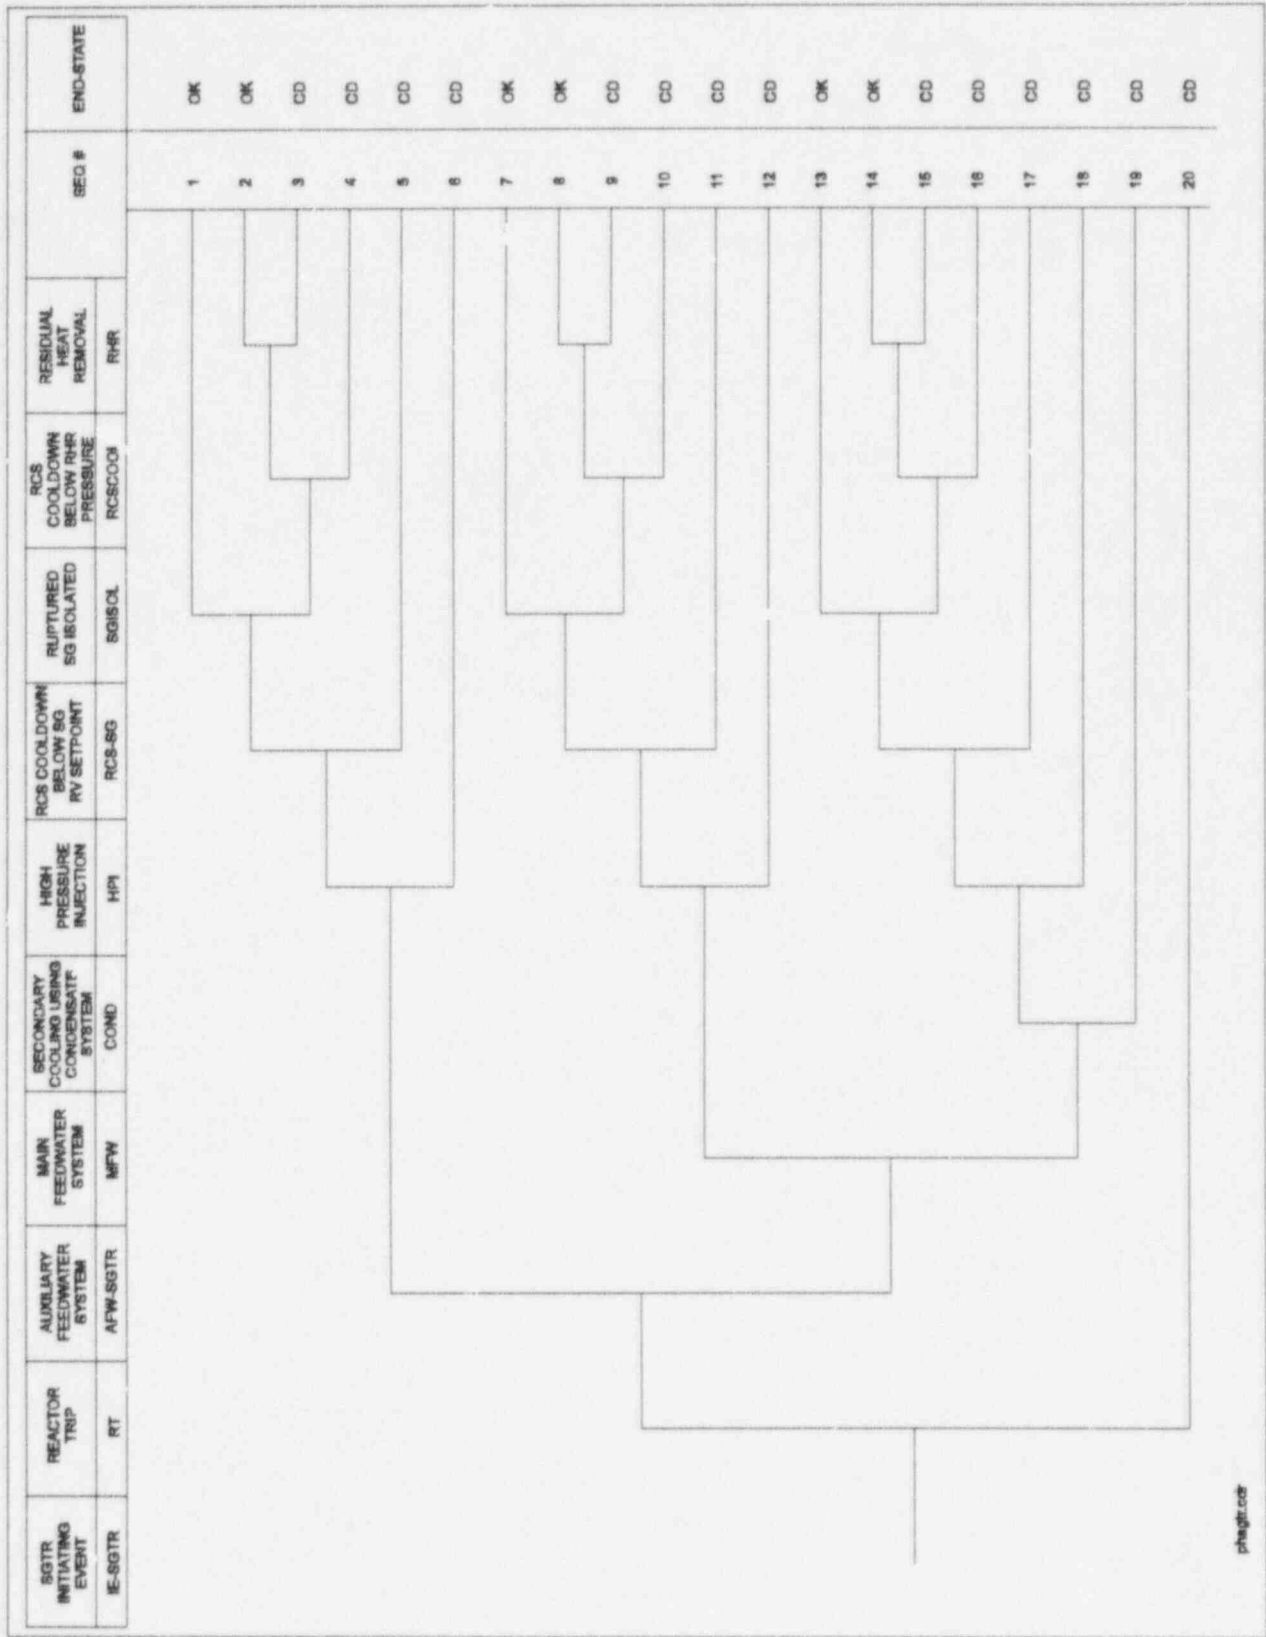 SGTR
INITIATING
EVENT
REACTOR
TRIP
AUXILIARY
FEEDWATER
SYSTEM
MAIN
FEEDWATER
SYSTEM
SECONDARY
COOLING USING
CONDENSATE
SYSTEM
HIGH
PRESSURE
INJECTION
RCS COOLDOWN
BELOW SG
RV SETPOINT
RUPTURED
SG ISOLATED
RCS
COOLDOWN
BELOW RHR
PRESSURE
RESIDUAL
HEAT
REMOVAL
SEQ #
END-STATE
IE-SGTR
RT
AFW-SGTR
MFW
COND
HPI
RCS-SG
SGISOL
RCSCOOL
RHR
1 OK
2 OK
3 CD
4 CD
5 CD
6 CD
7 OK
8 OK
9 CD
10 CD
11 CD
12 CD
13 OK
14 OK
15 CD
16 CD
17 CD
18 CD
19 CD
20 CD